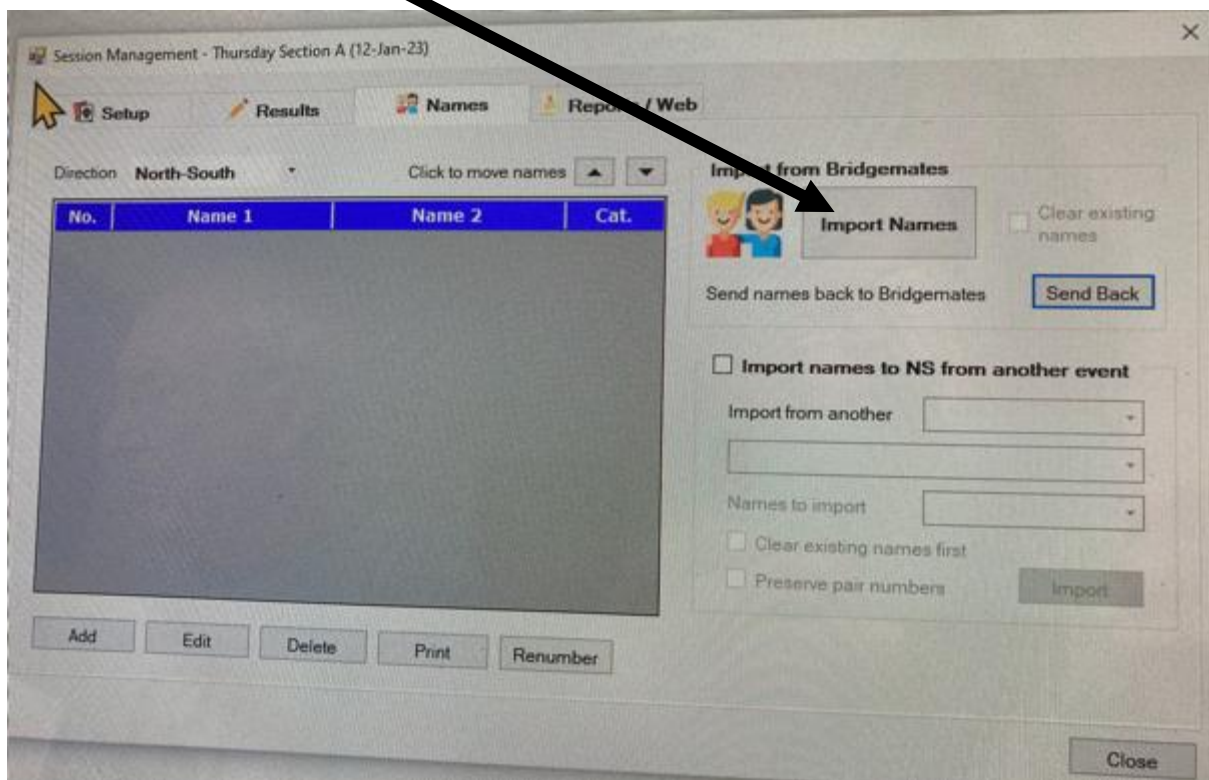 Session Management - Thursday Section A (12-Jan-23)
Setup Results Names Reports / Web
Direction North-South Click to move names
No. Name 1 Name 2 Cat.
Import from Bridgemates
Import Names
Clear existing
names
Send names back to Bridgemates Send Back
Import names to NS from another event
Import from another
Names to import
Clear existing names first
Preserve pair numbers Import
Add Edit Delete Print Renumber
Close